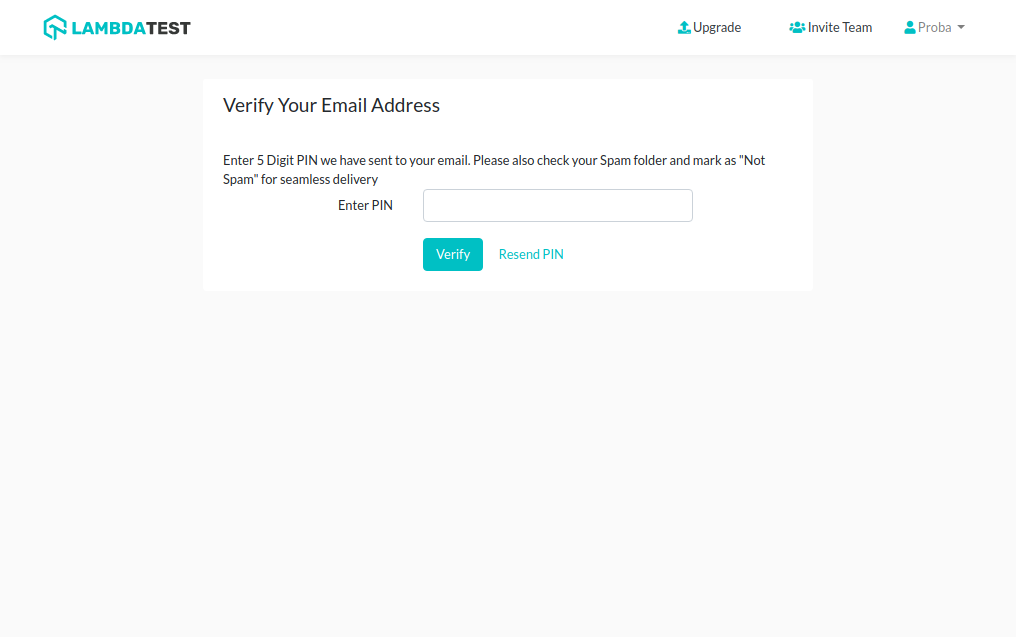 LAMBDATEST
Upgrade
Invite Team
Proba
Verify Your Email Address
Enter 5 Digit PIN we have sent to your email. Please also check your Spam folder and mark as "Not
Spam" for seamless delivery
Enter PIN
Verify
Resend PIN